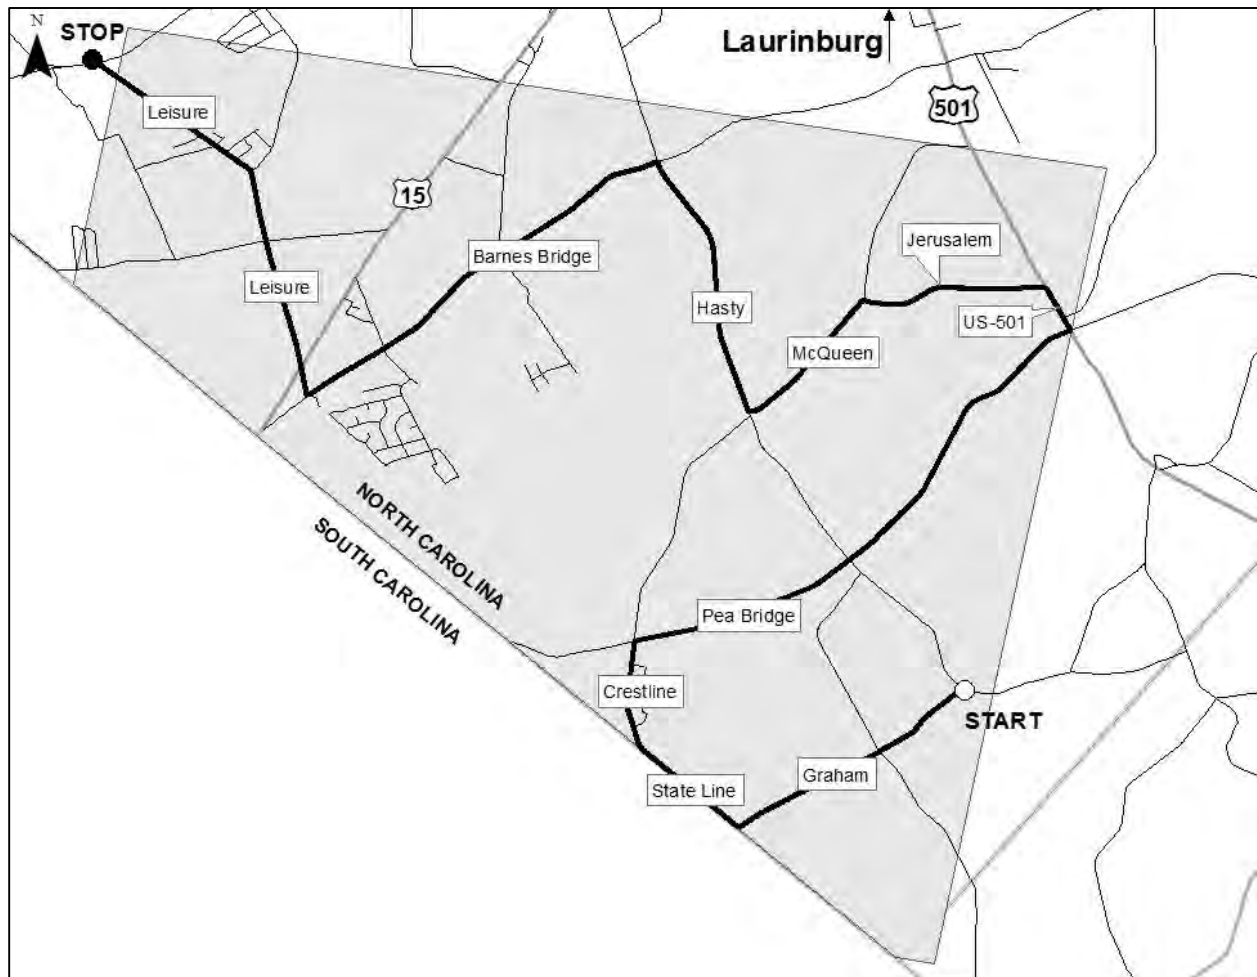 N
STOP
Laurinburg
501
Leisure
15
Jerusalem
Barnes Bridge
Leisure
Hasty
US-501
McQueen
NORTH CAROLINA
SOUTH CAROLINA
Pea Bridge
Crestline
START
Graham
State Line